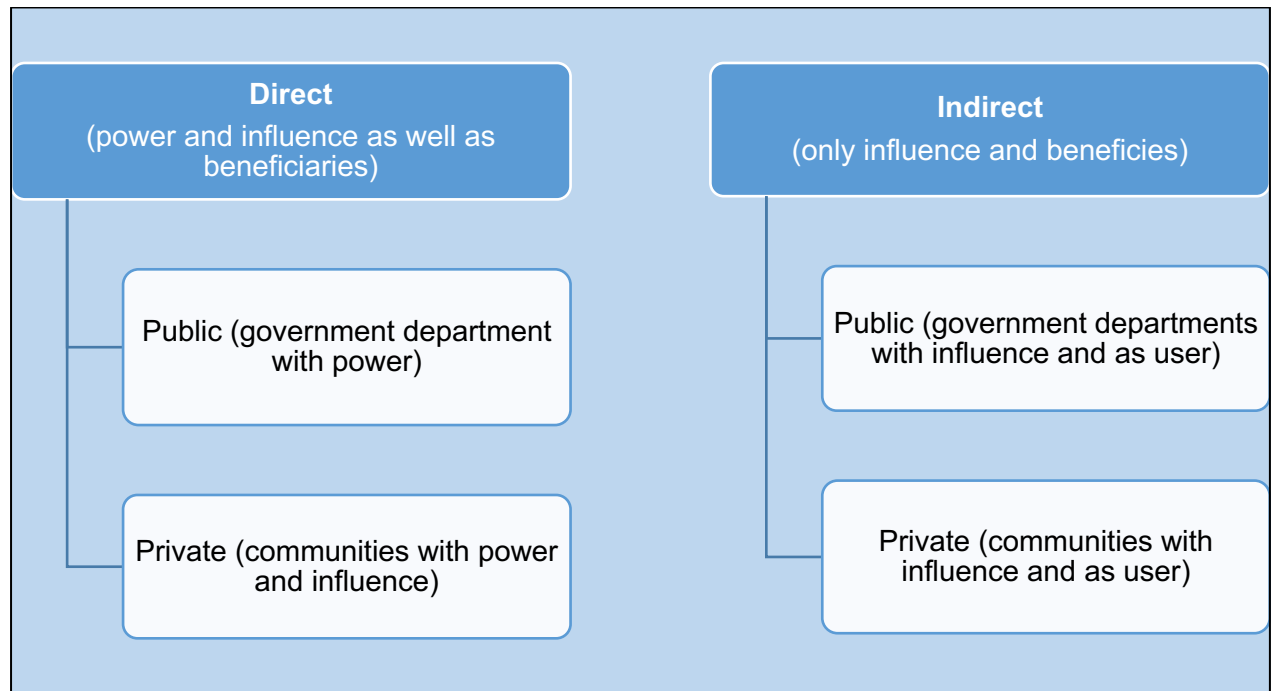 Direct
(power and influence as well as
beneficiaries)
Public (government department
with power)
Private (communities with power
and influence)
Indirect
(only influence and beneficies)
Public (government departments
with influence and as user)
Private (communities with
influence and as user)